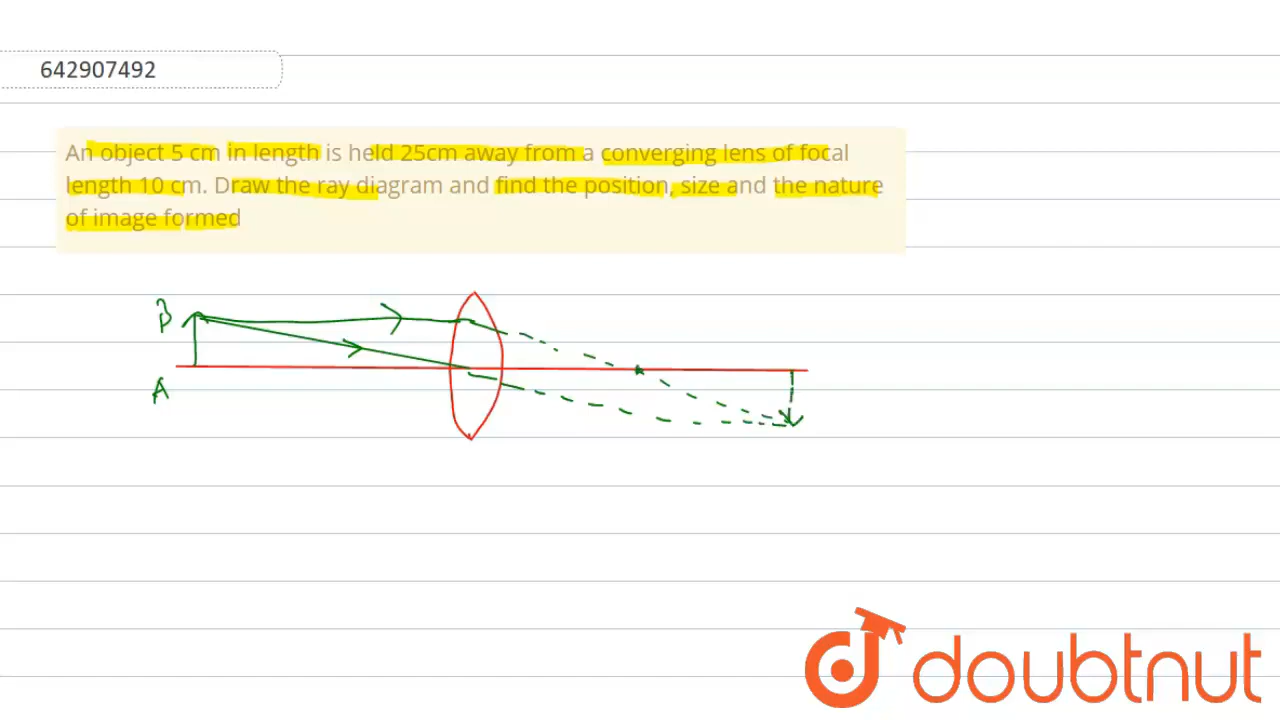 642907492
An object 5 cm in length is held 25cm away from a converging lens of focal
length 10 cm. Draw the ray diagram and find the position, size and the nature
of image formed
B
A
doubtnut